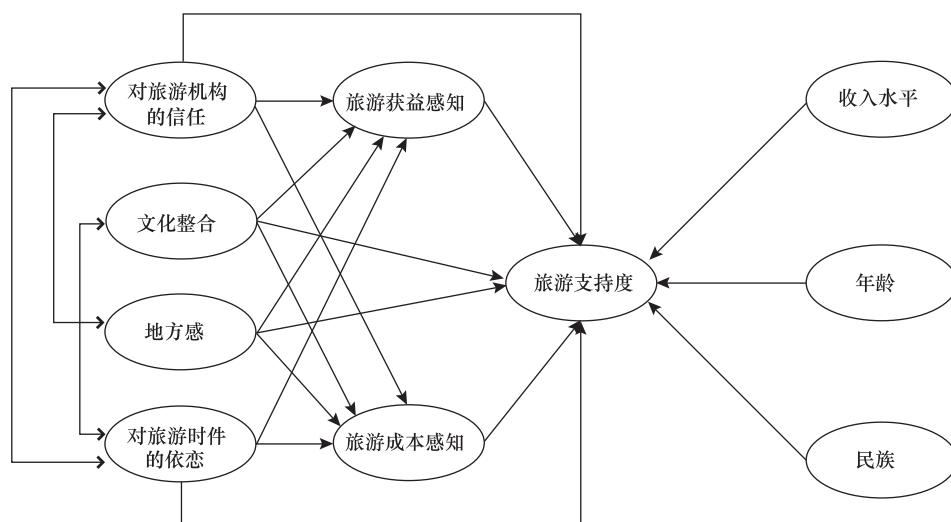 对旅游机构
的信任
旅游获益感知
收入水平
文化整合
旅游支持度
年龄
地方感
对旅游时件
的依恋
旅游成本感知
民族